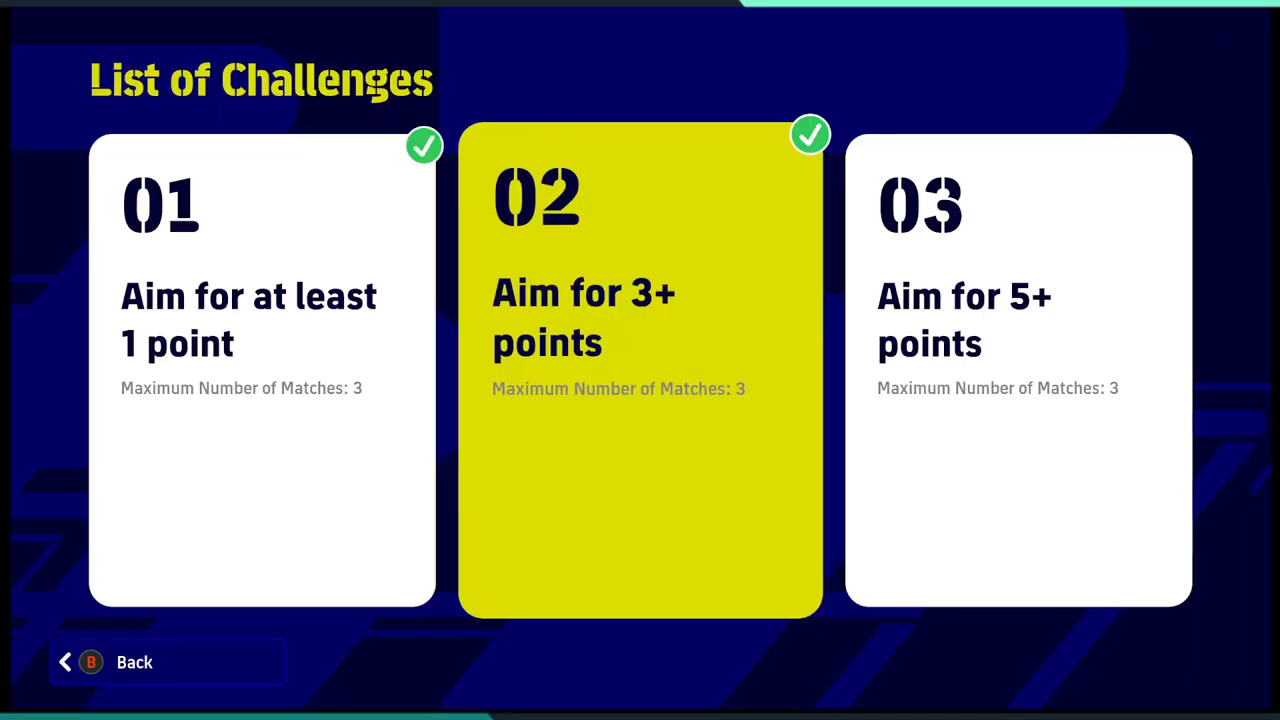 List of Challenges
01
Aim for at least
1 point
Maximum Number of Matches: 3
02
Aim for 3+
points
Maximum Number of Matches: 3
03
Aim for 5+
points
Maximum Number of Matches: 3
B Back